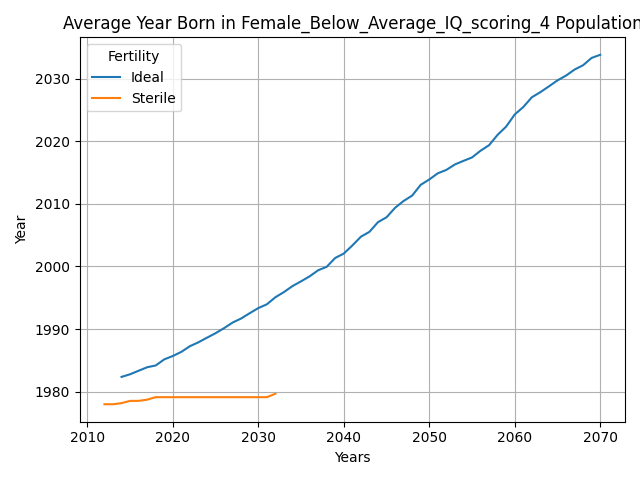 Average Year Born in Female_Below_Average_IQ_scoring_4 Population
Fertility
Ideal
Sterile
2030
2020
2010
2000
1990
1980
Year
2010 2020 2030 2040 2050 2060 2070
Years